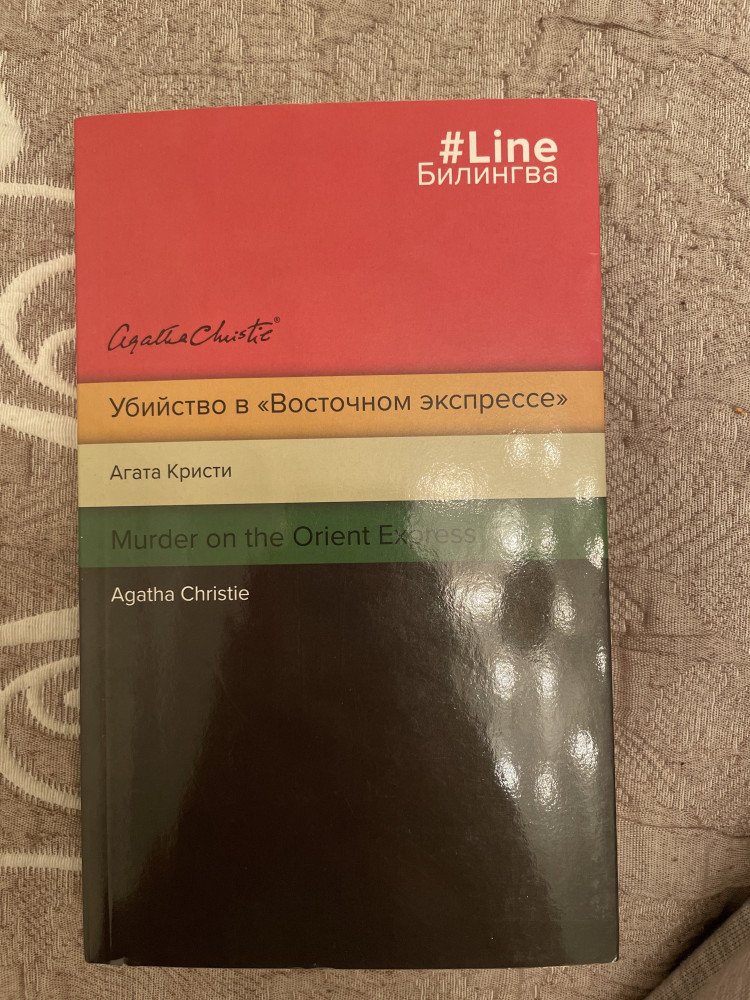 #Line
Билингва
Agatha Christie®
Убийство в «Восточном экспрессе»
Агата Кристи
Murder on the Orient Express
Agatha Christie